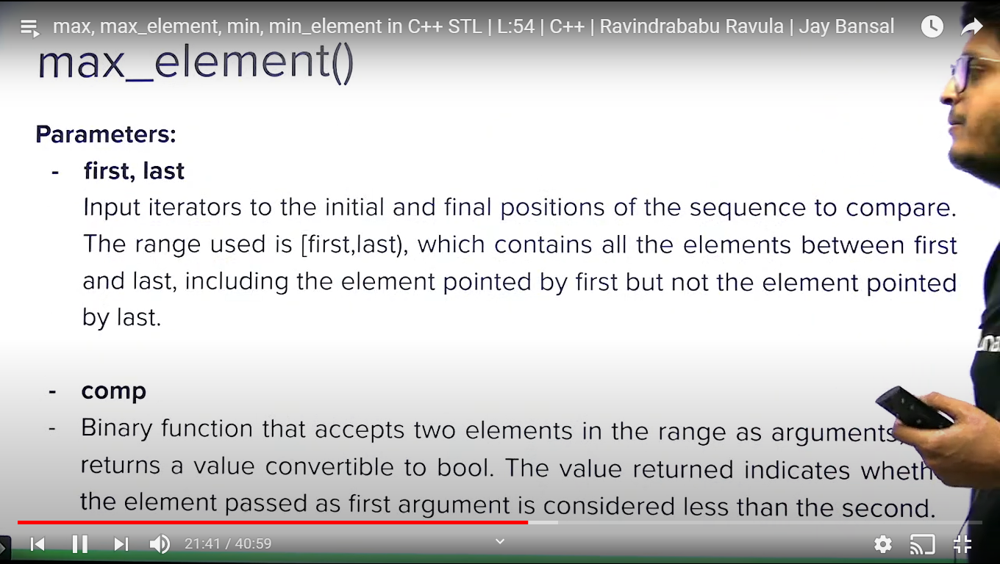 max, max_element, min, min_element in C++ STL | L:54 | C++ | Ravindrababu Ravula | Jay Bansal
max_element()
Parameters:
- first, last
Input iterators to the initial and final positions of the sequence to compare.
The range used is [first,last), which contains all the elements between first
and last, including the element pointed by first but not the element pointed
by last.
- comp
- Binary function that accepts two elements in the range as arguments,
returns a value convertible to bool. The value returned indicates
the element passed as first argument is considered less than the second.
21:41 / 40:59